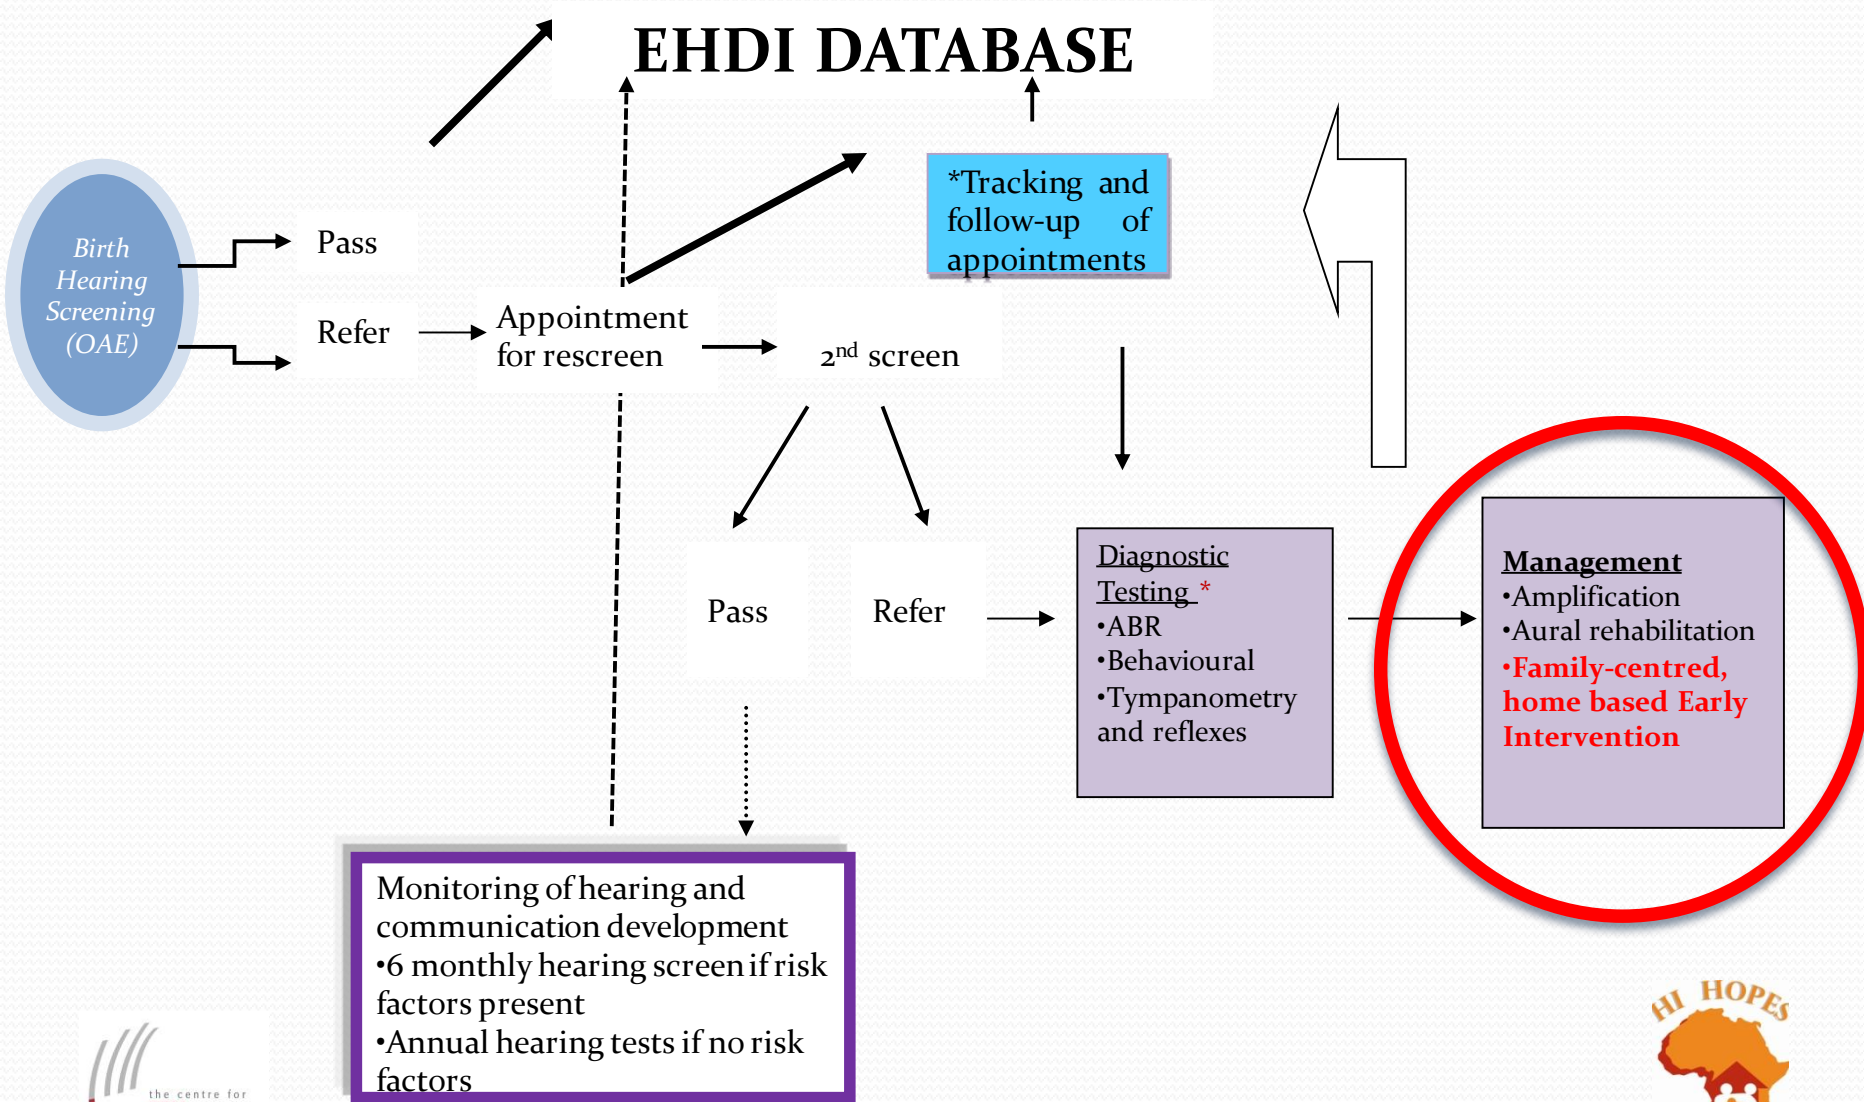 EHDI DATABASE
*Tracking and
follow-up of
appointments
Birth
Hearing
Screening
(OAE)
Pass
Refer
Appointment
for rescreen
2nd screen
Pass
Refer
Diagnostic
Testing *
•ABR
•Behavioural
•Tympanometry
and reflexes
Management
•Amplification
•Aural rehabilitation
•Family-centred,
home based Early
Intervention
Monitoring of hearing and
communication development
•6 monthly hearing screen if risk
factors present
•Annual hearing tests if no risk
factors
the centre for
HI HOPES